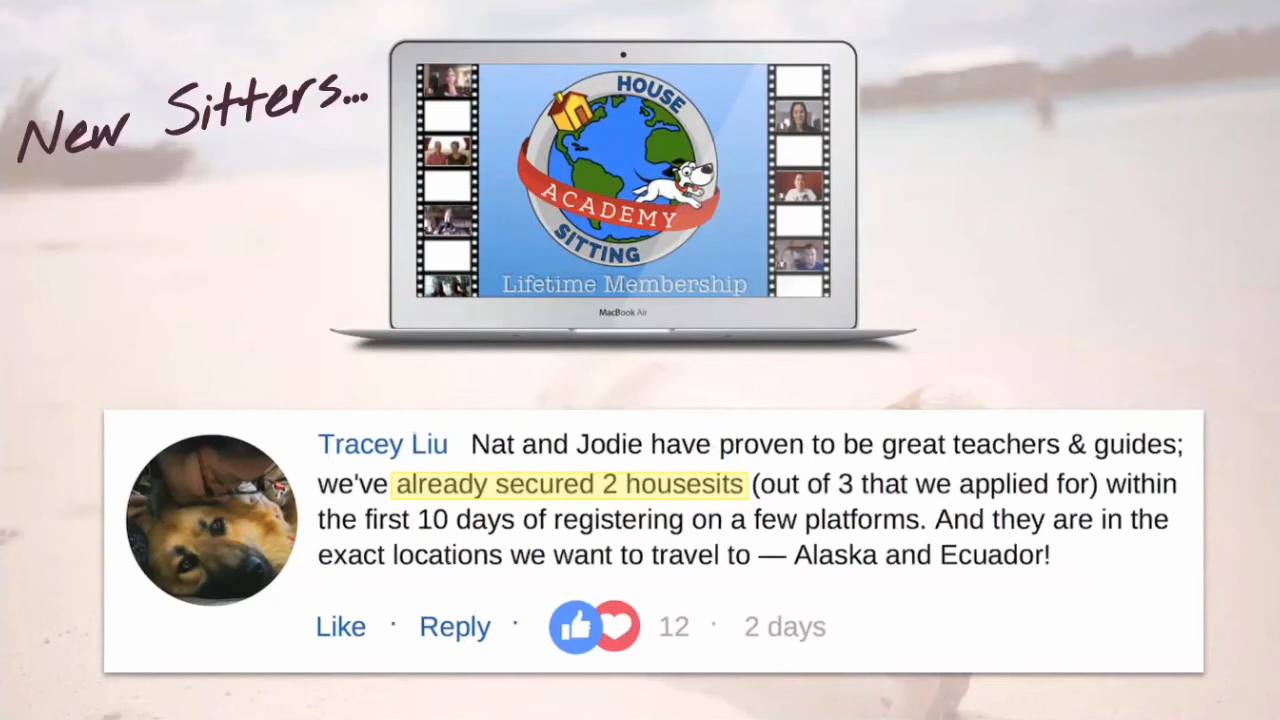 New Sitters...
HOUSE
ACADEMY
SITTING
Lifetime Membership
MacBook Air
Tracey Liu Nat and Jodie have proven to be great teachers & guides;
we've already secured 2 housesits (out of 3 that we applied for) within
the first 10 days of registering on a few platforms. And they are in the
exact locations we want to travel to — Alaska and Ecuador!
Like · Reply · 12 · 2 days